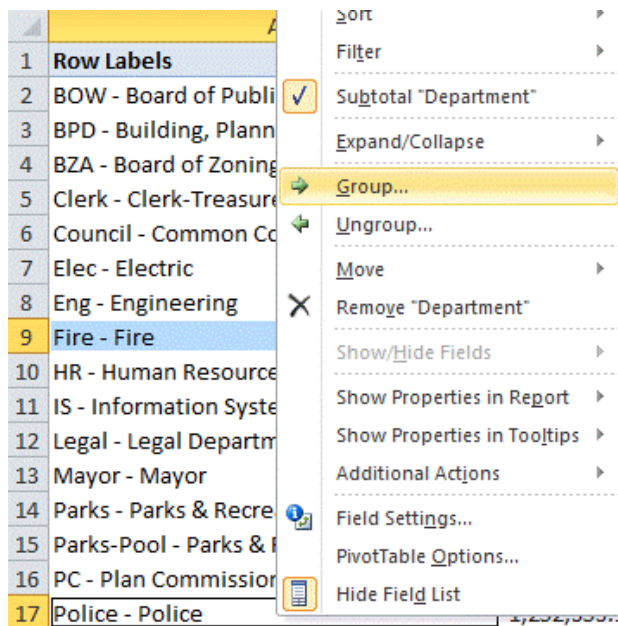 A
1 Row Labels
2 BOW - Board of Publi
3 BPD - Building, Plann
4 BZA - Board of Zoning
5 Clerk - Clerk-Treasure
6 Council - Common Co
7 Elec - Electric
8 Eng - Engineering
9 Fire - Fire
10 HR - Human Resource
11 IS - Information Syste
12 Legal - Legal Departm
13 Mayor - Mayor
14 Parks - Parks & Recrea
15 Parks-Pool - Parks & R
16 PC - Plan Commission
17 Police - Police
Sort
Filter
Subtotal "Department"
Expand/Collapse
Group...
Ungroup...
Move
Remove "Department"
Show/Hide Fields
Show Properties in Report
Show Properties in Tooltips
Additional Actions
Field Settings...
PivotTable Options...
Hide Field List